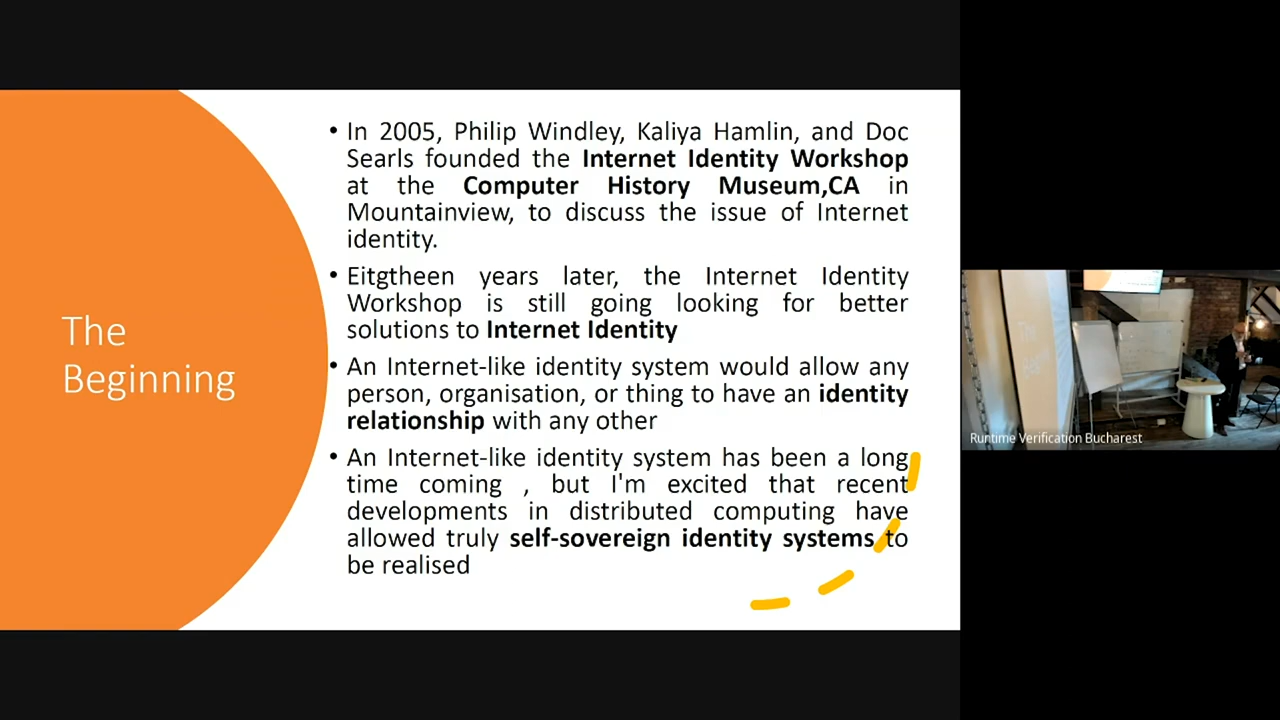 The
Beginning
• In 2005, Philip Windley, Kaliya Hamlin, and Doc
Searls founded the Internet Identity Workshop
at the Computer History Museum,CA in
Mountainview, to discuss the issue of Internet
identity.
• Eitgtheen years later, the Internet Identity
Workshop is still going looking for better
solutions to Internet Identity
• An Internet-like identity system would allow any
person, organisation, or thing to have an identity
relationship with any other
• An Internet-like identity system has been a long
time coming , but I'm excited that recent
developments in distributed computing have
allowed truly self-sovereign identity systems to
be realised
Runtime Verification Bucharest